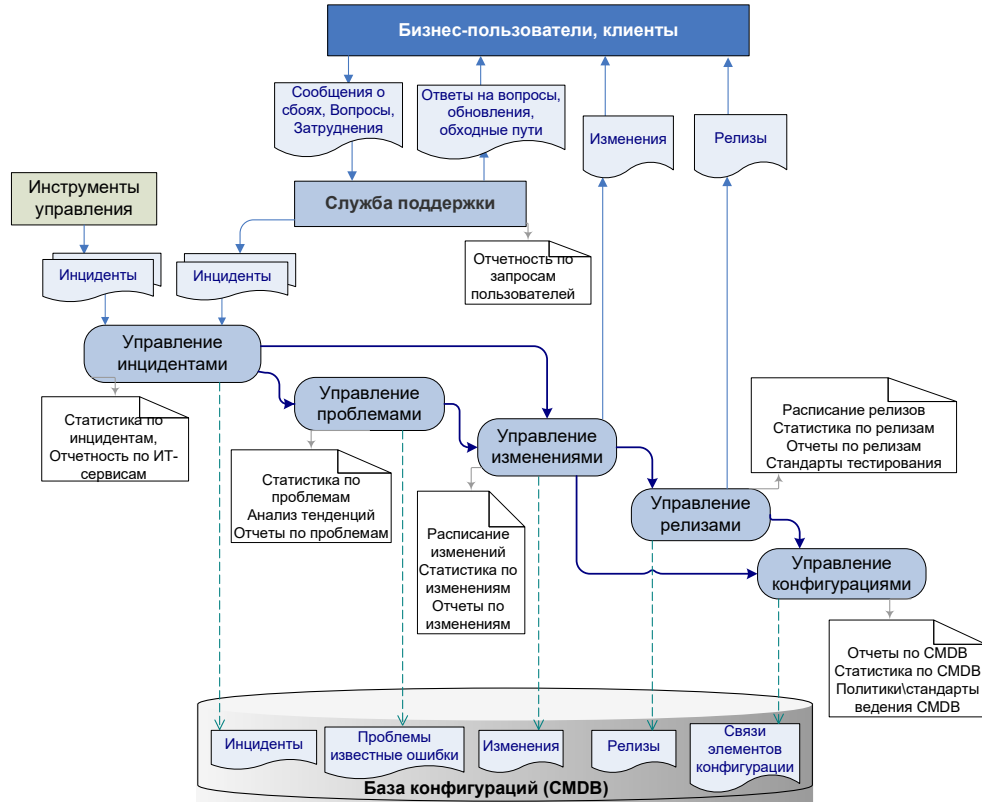 Бизнес-пользователи, клиенты
Сообщения о
сбоях, Вопросы,
Затруднения
Ответы на вопросы,
обновления,
обходные пути
Изменения
Релизы
Инструменты
управления
Служба поддержки
Отчетность по
запросам
пользователей
Инциденты
Инциденты
Управление
инцидентами
Статистика по
инцидентам,
Отчетность по ИТ-
сервисам
Управление
проблемами
Статистика по
проблемам
Анализ тенденций
Отчеты по проблемам
Управление
изменениями
Расписание
изменений
Статистика по
изменениям
Отчеты по
изменениям
Расписание релизов
Статистика по релизам
Отчеты по релизам
Стандарты тестирования
Управление
релизами
Управление
конфигурациями
Отчеты по CMDB
Статистика по CMDB
Политики\стандарты
ведения CMDB
Инциденты
Проблемы
известные ошибки
Изменения
Релизы
Связи
элементов
конфигурации
База конфигураций (CMDB)